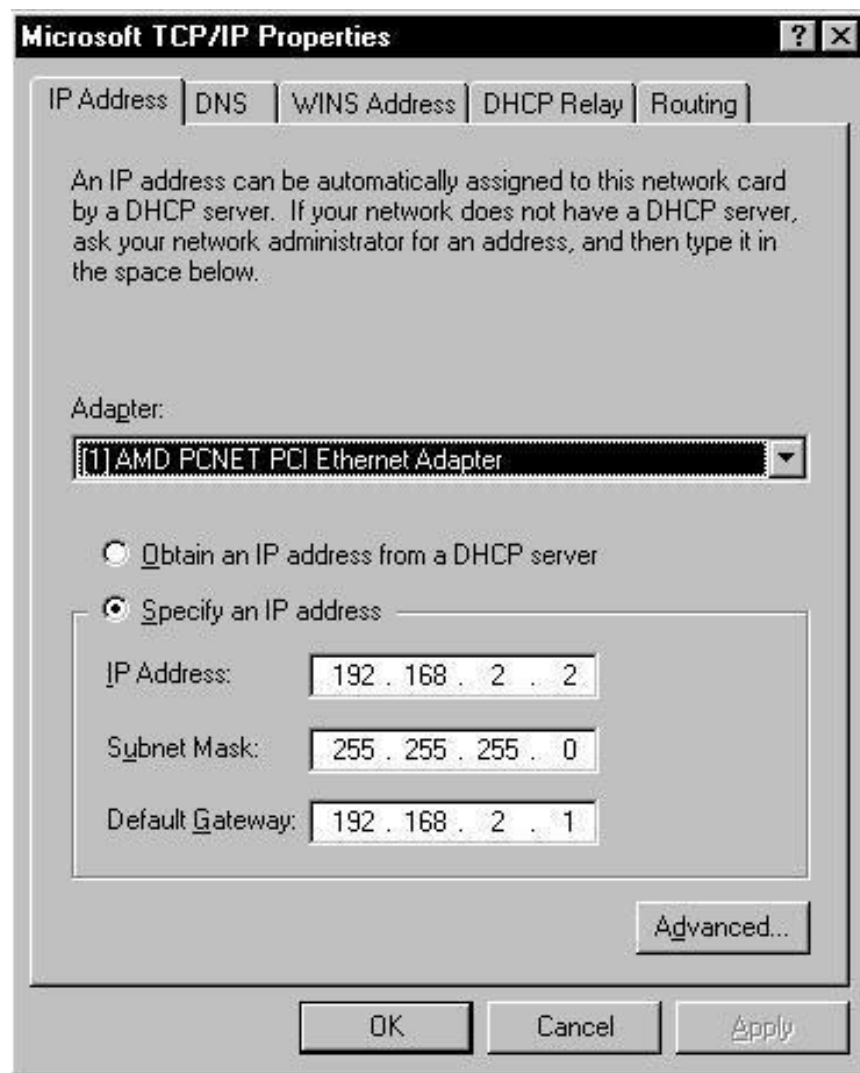 Microsoft TCP/IP Properties
IP Address DNS WINS Address DHCP Relay Routing
An IP address can be automatically assigned to this network card
by a DHCP server. If your network does not have a DHCP server,
ask your network administrator for an address, and then type it in
the space below.
Adapter:
[1] AMD PCNET PCI Ethernet Adapter
Obtain an IP address from a DHCP server
Specify an IP address
IP Address: 192 . 168 . 2 . 2
Subnet Mask: 255 . 255 . 255 . 0
Default Gateway: 192 . 168 . 2 . 1
Advanced...
OK Cancel Apply